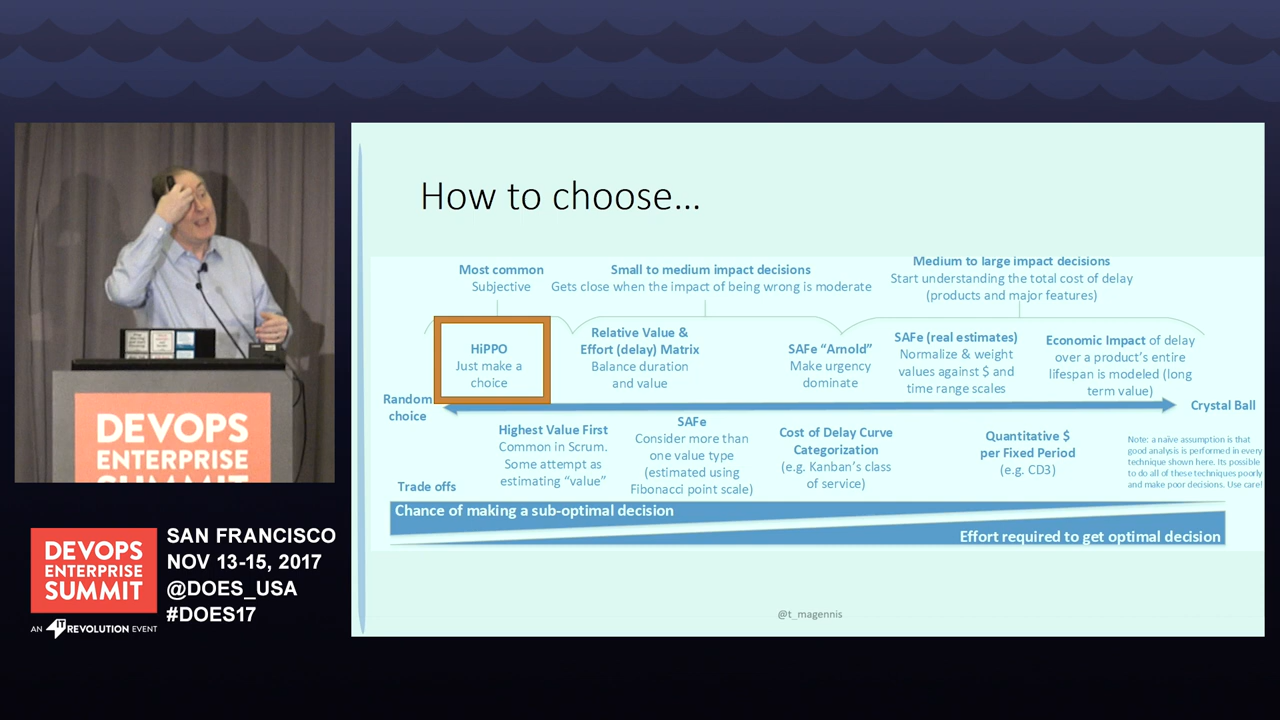 How to choose...
Most common
Subjective
Small to medium impact decisions
Gets close when the impact of being wrong is moderate
Medium to large impact decisions
Start understanding the total cost of delay
(products and major features)
HiPPO
Just make a
choice
Relative Value &
Effort (delay) Matrix
Balance duration
and value
SAFe “Arnold”
Make urgency
dominate
SAFe (real estimates)
Normalize & weight
values against $ and
time range scales
Economic Impact of delay
over a product’s entire
lifespan is modeled (long
term value)
Random
choice
Crystal Ball
Highest Value First
Common in Scrum.
Some attempt as
estimating “value”
SAFe
Consider more than
one value type
(estimated using
Fibonacci point scale)
Cost of Delay Curve
Categorization
(e.g. Kanban’s class
of service)
Quantitative $
per Fixed Period
(e.g. CD3)
Note: a naïve assumption is that
good analysis is performed in every
technique shown here. Its possible
to do all of these techniques poorly
and make poor decisions. Use care!
Trade offs
Chance of making a sub-optimal decision
Effort required to get optimal decision
@t_magennis
DEVOPS
ENTERPRISE
SUMMIT
DEVOPS
ENTERPRISE
SUMMIT
AN IT REVOLUTION EVENT
SAN FRANCISCO
NOV 13-15, 2017
@DOES_USA
#DOES17